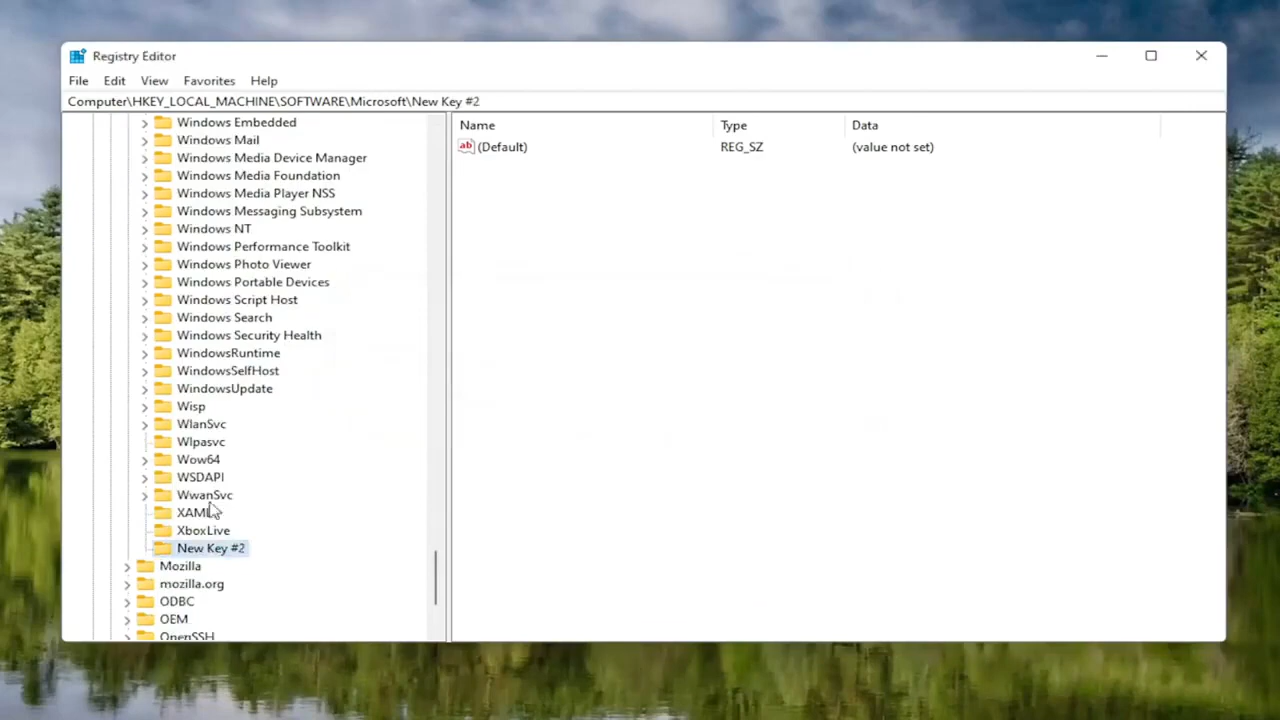 Registry Editor
File Edit View Favorites Help
Computer\HKEY_LOCAL_MACHINE\SOFTWARE\Microsoft\New Key #2
Name Type Data
(Default) REG_SZ (value not set)
Windows Embedded
Windows Mail
Windows Media Device Manager
Windows Media Foundation
Windows Media Player NSS
Windows Messaging Subsystem
Windows NT
Windows Performance Toolkit
Windows Photo Viewer
Windows Portable Devices
Windows Script Host
Windows Search
Windows Security Health
WindowsRuntime
WindowsSelfHost
WindowsUpdate
Wisp
WlanSvc
Wlpasvc
Wow64
WSDAPI
WwanSvc
XAML
XboxLive
New Key #2
Mozilla
mozilla.org
ODBC
OEM
OpenSSH